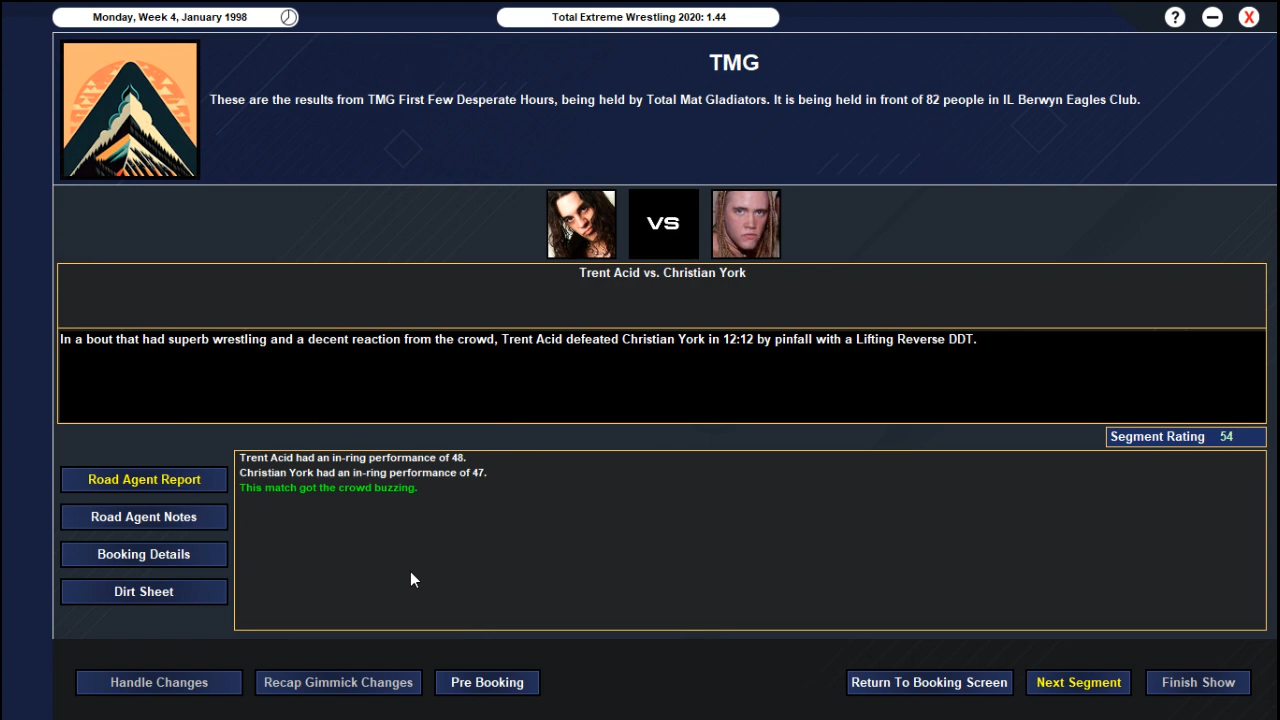 Monday, Week 4, January 1998
Total Extreme Wrestling 2020: 1.44
?
X
TMG
These are the results from TMG First Few Desperate Hours, being held by Total Mat Gladiators. It is being held in front of 82 people in IL Berwyn Eagles Club.
VS
Trent Acid vs. Christian York
In a bout that had superb wrestling and a decent reaction from the crowd, Trent Acid defeated Christian York in 12:12 by pinfall with a Lifting Reverse DDT.
Segment Rating 54
Road Agent Report
Road Agent Notes
Booking Details
Dirt Sheet
Trent Acid had an in-ring performance of 48.
Christian York had an in-ring performance of 47.
This match got the crowd buzzing.
Handle Changes
Recap Gimmick Changes
Pre Booking
Return To Booking Screen
Next Segment
Finish Show